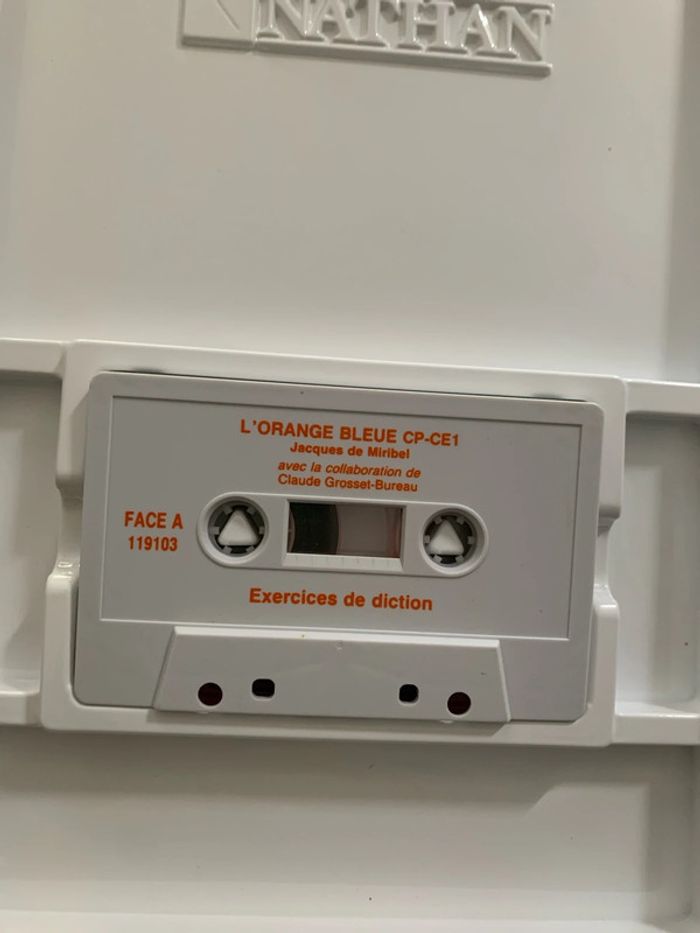 NATHAN
L'ORANGE BLEUE CP-CE1
Jacques de Miribel
avec la collaboration de
Claude Grosset-Bureau
FACE A
119103
Exercices de diction